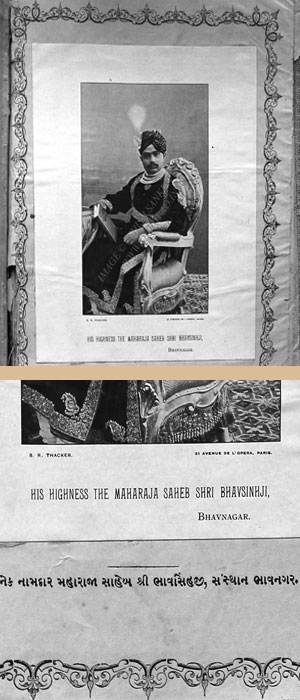 B. R. THACKER.
21 AVENUE DE L'OPERA, PARIS.
HIS HIGHNESS THE MAHARAJA SAHEB SHRI BHAVSINHJI,
BHAVNAGAR.
B. R. THACKER.
21 AVENUE DE L'OPERA, PARIS.
HIS HIGHNESS THE MAHARAJA SAHEB SHRI BHAVSINHJI,
BHAVNAGAR.
નેક નામદાર મહારાજા સાહેબ શ્રી ભાવસિંહજી, સંસ્થાન ભાવનગર.